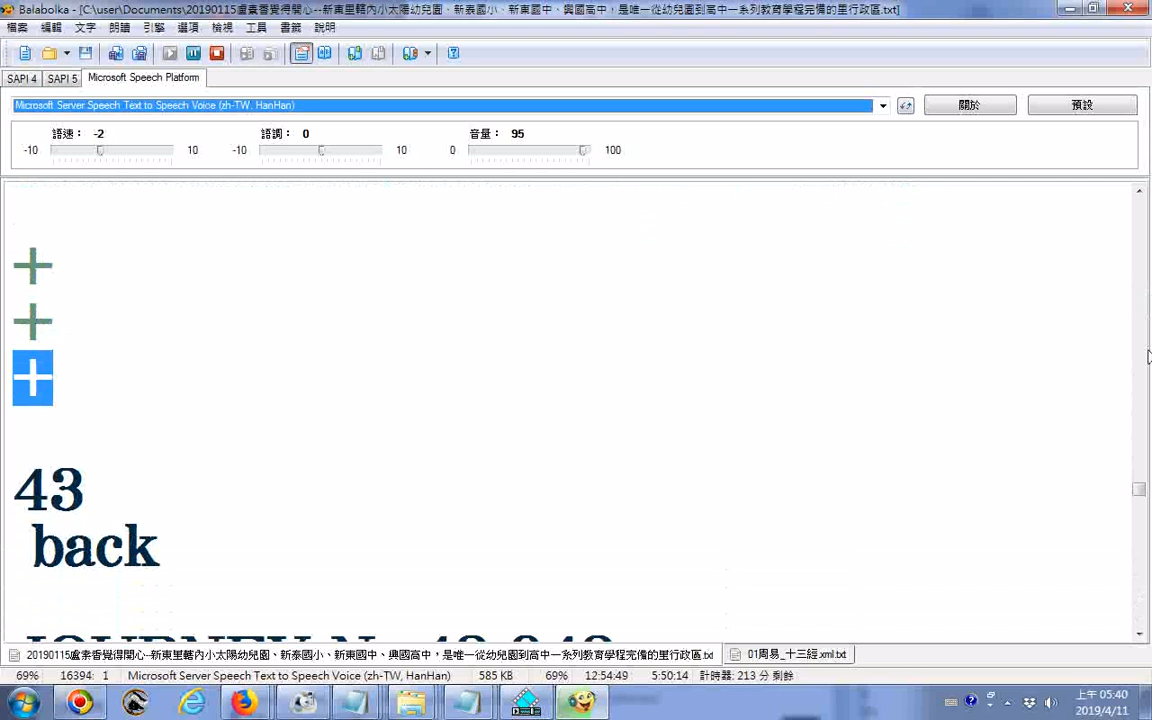 Balabolka - [C:\user\Documents\20190115盧素香覺得開心--新東里轄內小太陽幼兒園、新泰國小、新東國中、興國高中，是唯一從幼兒園到高中一系列教育學程完備的里行政區.txt]
檔案 編輯 文字 朗讀 引擎 選項 檢視 工具 書籤 說明
SAPI 4 SAPI 5 Microsoft Speech Platform
Microsoft Server Speech Text to Speech Voice (zh-TW, HanHan) 關於 預設
語速： -2 語調： 0 音量： 95
-10 10 -10 10 0 100
+
+
+
43
back
20190115盧素香覺得開心--新東里轄內小太陽幼兒園、新泰國小、新東國中、興國高中，是唯一從幼兒園到高中一系列教育學程完備的里行政區.txt 01周易_十三經.xml.txt
69% 16394: 1 Microsoft Server Speech Text to Speech Voice (zh-TW, HanHan) 585 KB 69% 12:54:49 5:50:14 計時器: 213 分 剩餘
上午 05:40
2019/4/11